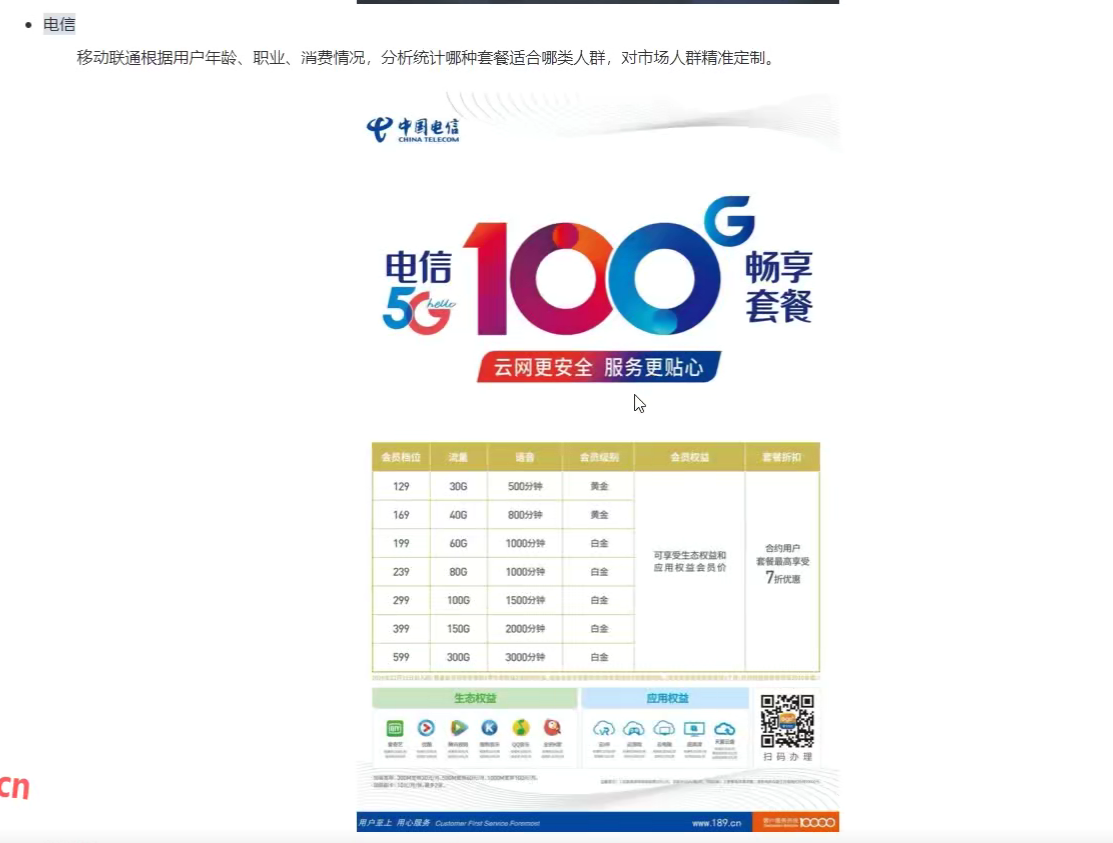 电信
移动联通根据用户年龄、职业、消费情况，分析统计哪种套餐适合哪类人群，对市场人群精准定制。
中国电信
CHINA TELECOM
电信 100G 畅享
5G hello 套餐
云网更安全 服务更贴心
会员档位 流量 语音 会员级别 会员权益 套餐折扣
129 30G 500分钟 黄金
169 40G 800分钟 黄金
199 60G 1000分钟 白金
239 80G 1000分钟 白金
299 100G 1500分钟 白金
399 150G 2000分钟 白金
599 300G 3000分钟 白金
可享受生态权益和
应用权益会员价
合约用户
套餐最高享受
7折优惠
生态权益 应用权益
扫码办理
cn
用户至上 用心服务 Customer First Service Foremost www.189.cn 10000